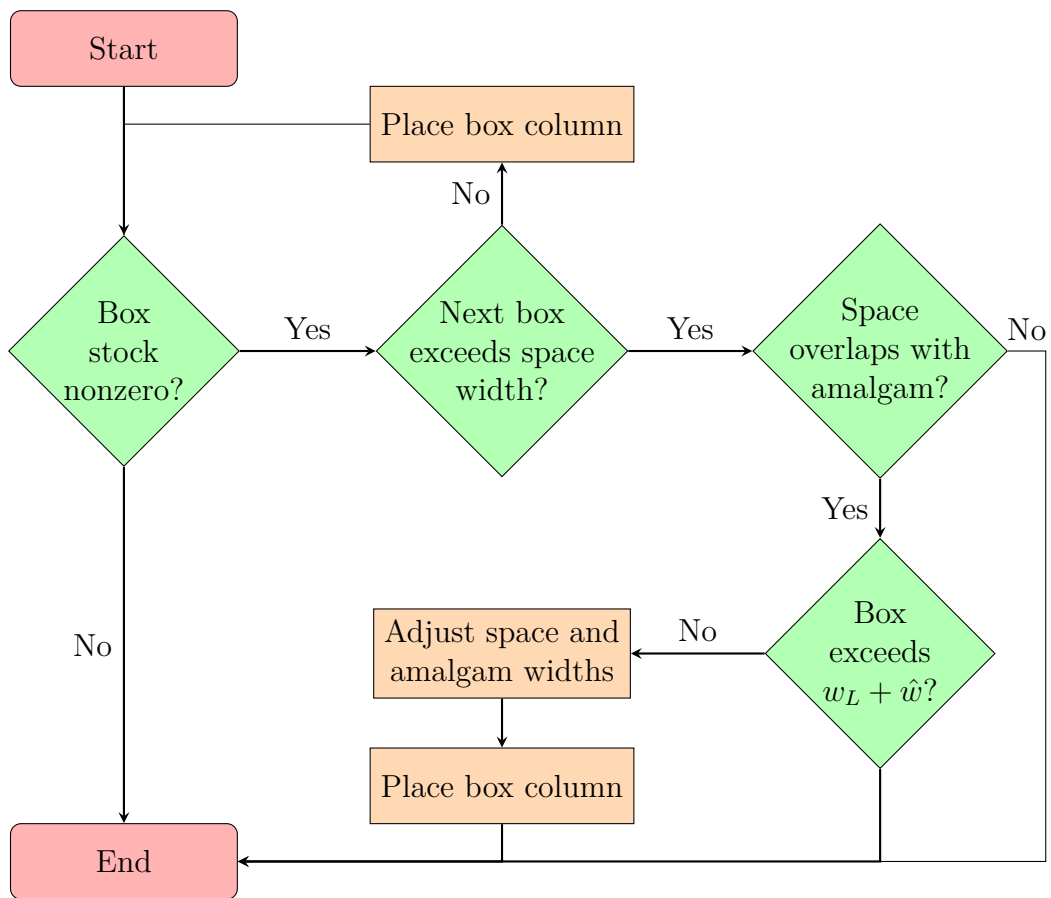 Start
Place box column
No
Box
stock
nonzero?
Yes
Next box
exceeds space
width?
Yes
Space
overlaps with
amalgam?
No
Yes
No
Adjust space and
amalgam widths
No
Box
exceeds
$w_L + \hat{w}$?
Place box column
End